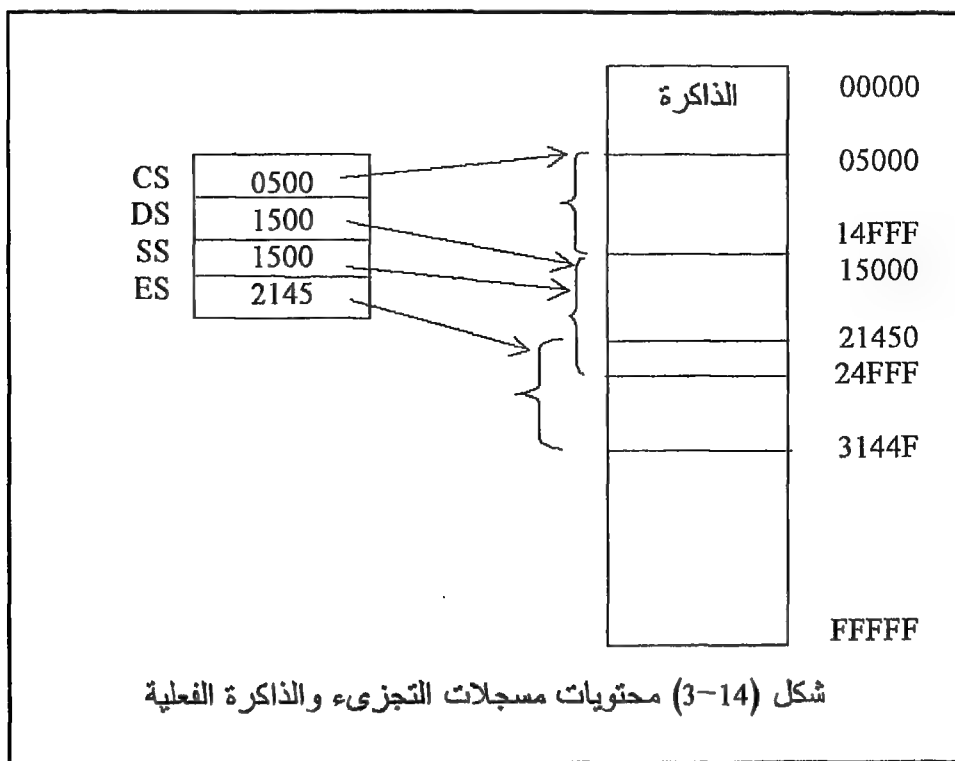 الذاكرة
00000
05000
14FFF
15000
21450
24FFF
3144F
FFFFF
CS 0500
DS 1500
SS 1500
ES 2145
شكل (14-3) محتويات مسجلات التجزىء والذاكرة الفعلية